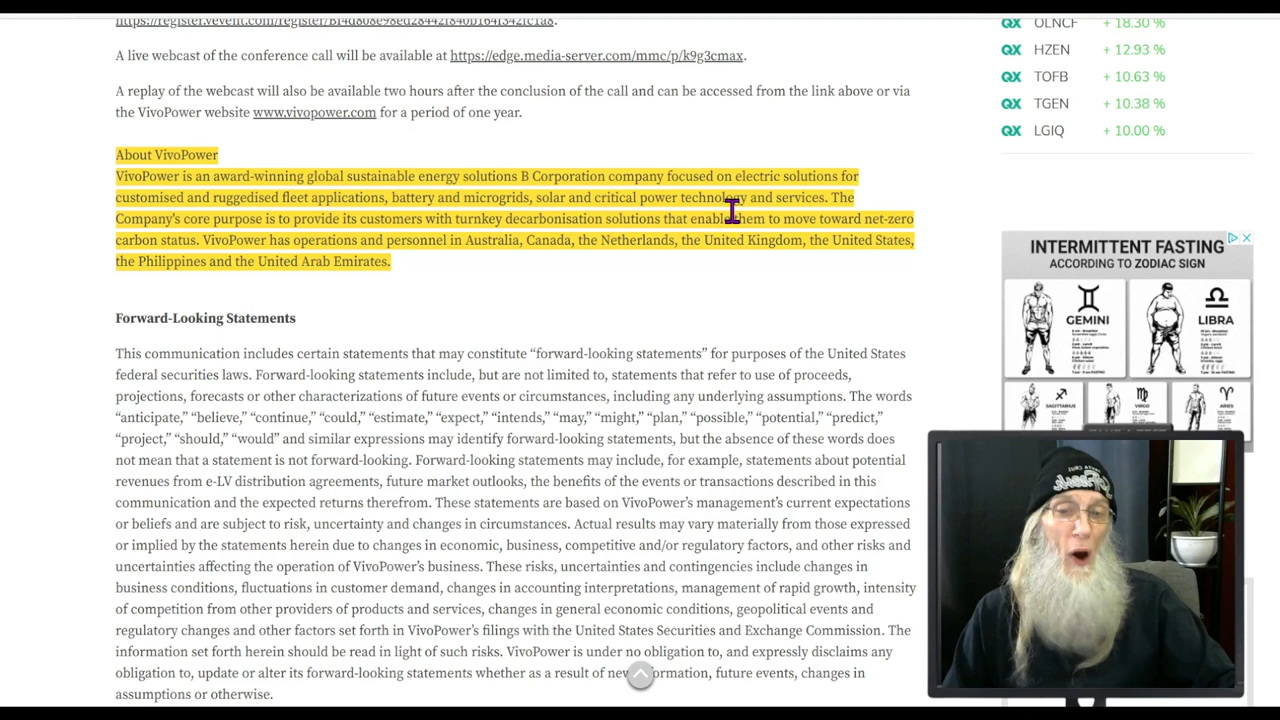 https://register.vevent.com/register/BI4d808e98ed28442f840b164f342fc1a8.
A live webcast of the conference call will be available at https://edge.media-server.com/mmc/p/k9g3cmax.
A replay of the webcast will also be available two hours after the conclusion of the call and can be accessed from the link above or via
the VivoPower website www.vivopower.com for a period of one year.
About VivoPower
VivoPower is an award-winning global sustainable energy solutions B Corporation company focused on electric solutions for
customised and ruggedised fleet applications, battery and microgrids, solar and critical power technology and services. The
Company's core purpose is to provide its customers with turnkey decarbonisation solutions that enable them to move toward net-zero
carbon status. VivoPower has operations and personnel in Australia, Canada, the Netherlands, the United Kingdom, the United States,
the Philippines and the United Arab Emirates.
Forward-Looking Statements
This communication includes certain statements that may constitute “forward-looking statements” for purposes of the United States
federal securities laws. Forward-looking statements include, but are not limited to, statements that refer to use of proceeds,
projections, forecasts or other characterizations of future events or circumstances, including any underlying assumptions. The words
“anticipate,” “believe,” “continue,” “could,” “estimate,” “expect,” “intends,” “may,” “might,” “plan,” “possible,” “potential,” “predict,”
“project,” “should,” “would” and similar expressions may identify forward-looking statements, but the absence of these words does
not mean that a statement is not forward-looking. Forward-looking statements may include, for example, statements about potential
revenues from e-LV distribution agreements, future market outlooks, the benefits of the events or transactions described in this
communication and the expected returns therefrom. These statements are based on VivoPower’s management’s current expectations
or beliefs and are subject to risk, uncertainty and changes in circumstances. Actual results may vary materially from those expressed
or implied by the statements herein due to changes in economic, business, competitive and/or regulatory factors, and other risks and
uncertainties affecting the operation of VivoPower’s business. These risks, uncertainties and contingencies include changes in
business conditions, fluctuations in customer demand, changes in accounting interpretations, management of rapid growth, intensity
of competition from other providers of products and services, changes in general economic conditions, geopolitical events and
regulatory changes and other factors set forth in VivoPower’s filings with the United States Securities and Exchange Commission. The
information set forth herein should be read in light of such risks. VivoPower is under no obligation to, and expressly disclaims any
obligation to, update or alter its forward-looking statements whether as a result of new information, future events, changes in
assumptions or otherwise.
QX OLNCF + 18.30 %
QX HZEN + 12.93 %
QX TOFB + 10.63 %
QX TGEN + 10.38 %
QX LGIQ + 10.00 %
INTERMITTENT FASTING
ACCORDING TO ZODIAC SIGN
GEMINI
LIBRA
SAGITTARIUS
VIRGO
ARIES